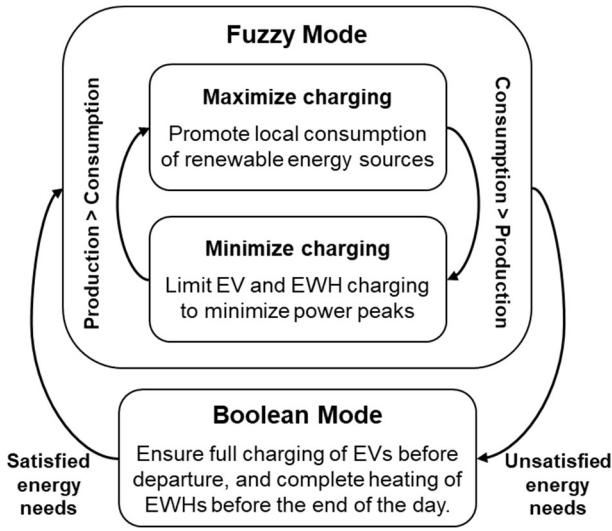 Fuzzy Mode
Production > Consumption
Maximize charging
Promote local consumption
of renewable energy sources
Consumption > Production
Minimize charging
Limit EV and EWH charging
to minimize power peaks
Boolean Mode
Ensure full charging of EVs before
departure, and complete heating of
EWHs before the end of the day.
Satisfied
energy
needs
Unsatisfied
energy
needs